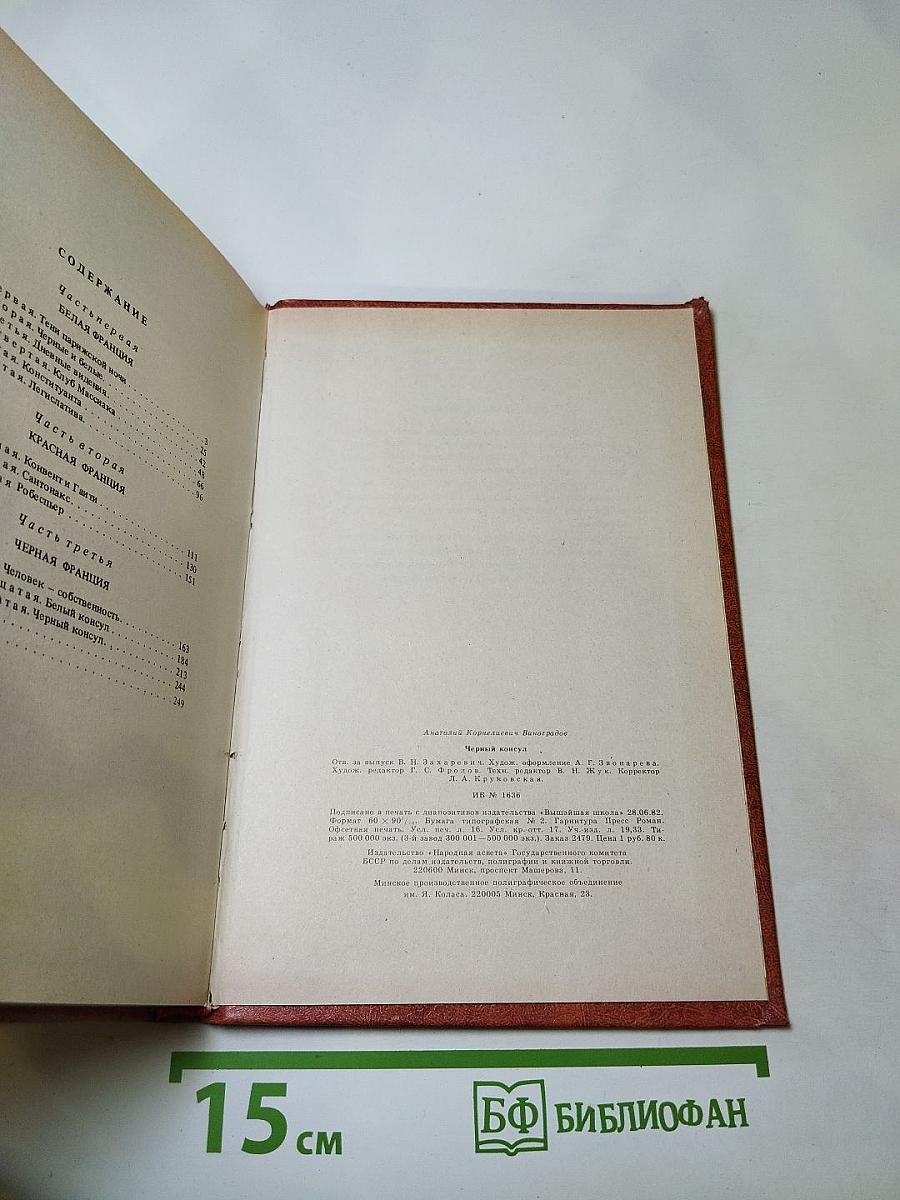 СОДЕРЖАНИЕ
Часть первая
БЕЛАЯ ФРАНЦИЯ
Тени парижской ночи . . . 3
Черные и белые. . . . 25
Дневные видения. . . . 42
Клуб Массиака . . . 48
Конституанта . . . 66
Легислатива. . . . 96
Часть вторая
КРАСНАЯ ФРАНЦИЯ
Конвент и Гаити . . . 111
Сантонакс. . . . 130
Робеспьер . . . 151
Часть третья
ЧЕРНАЯ ФРАНЦИЯ
Человек — собственность. . . . 163
Белый консул . . . 184
Черный консул. . . . 213
. . . 244
. . . 249
Анатолий Корнелиевич Виноградов
Черный консул
Отв. за выпуск В. Н. Захаревич. Худож. оформление А. Г. Звонарева.
Худож. редактор Г. С. Фролов. Техн. редактор В. Н. Жук. Корректор
Л. А. Круковская.
ИБ № 1636
Подписано в печать с диапозитивов издательства «Вышэйшая школа» 28.06.82.
Формат 60 × 90¹/₁₆. Бумага типографская № 2. Гарнитура Пресс Роман.
Офсетная печать. Усл. печ. л. 16. Усл. кр.-отт. 17. Уч.-изд. л. 19,33. Ти-
раж 500 000 экз. (3-й завод 300 001—500 000 экз.). Заказ 2479. Цена 1 руб. 80 к.
Издательство «Народная асвета» Государственного комитета
БССР по делам издательств, полиграфии и книжной торговли.
220600 Минск, проспект Машерова, 11.
Минское производственное полиграфическое объединение
им. Я. Коласа. 220005 Минск, Красная, 23.
15 см
БФ БИБЛИОФАН